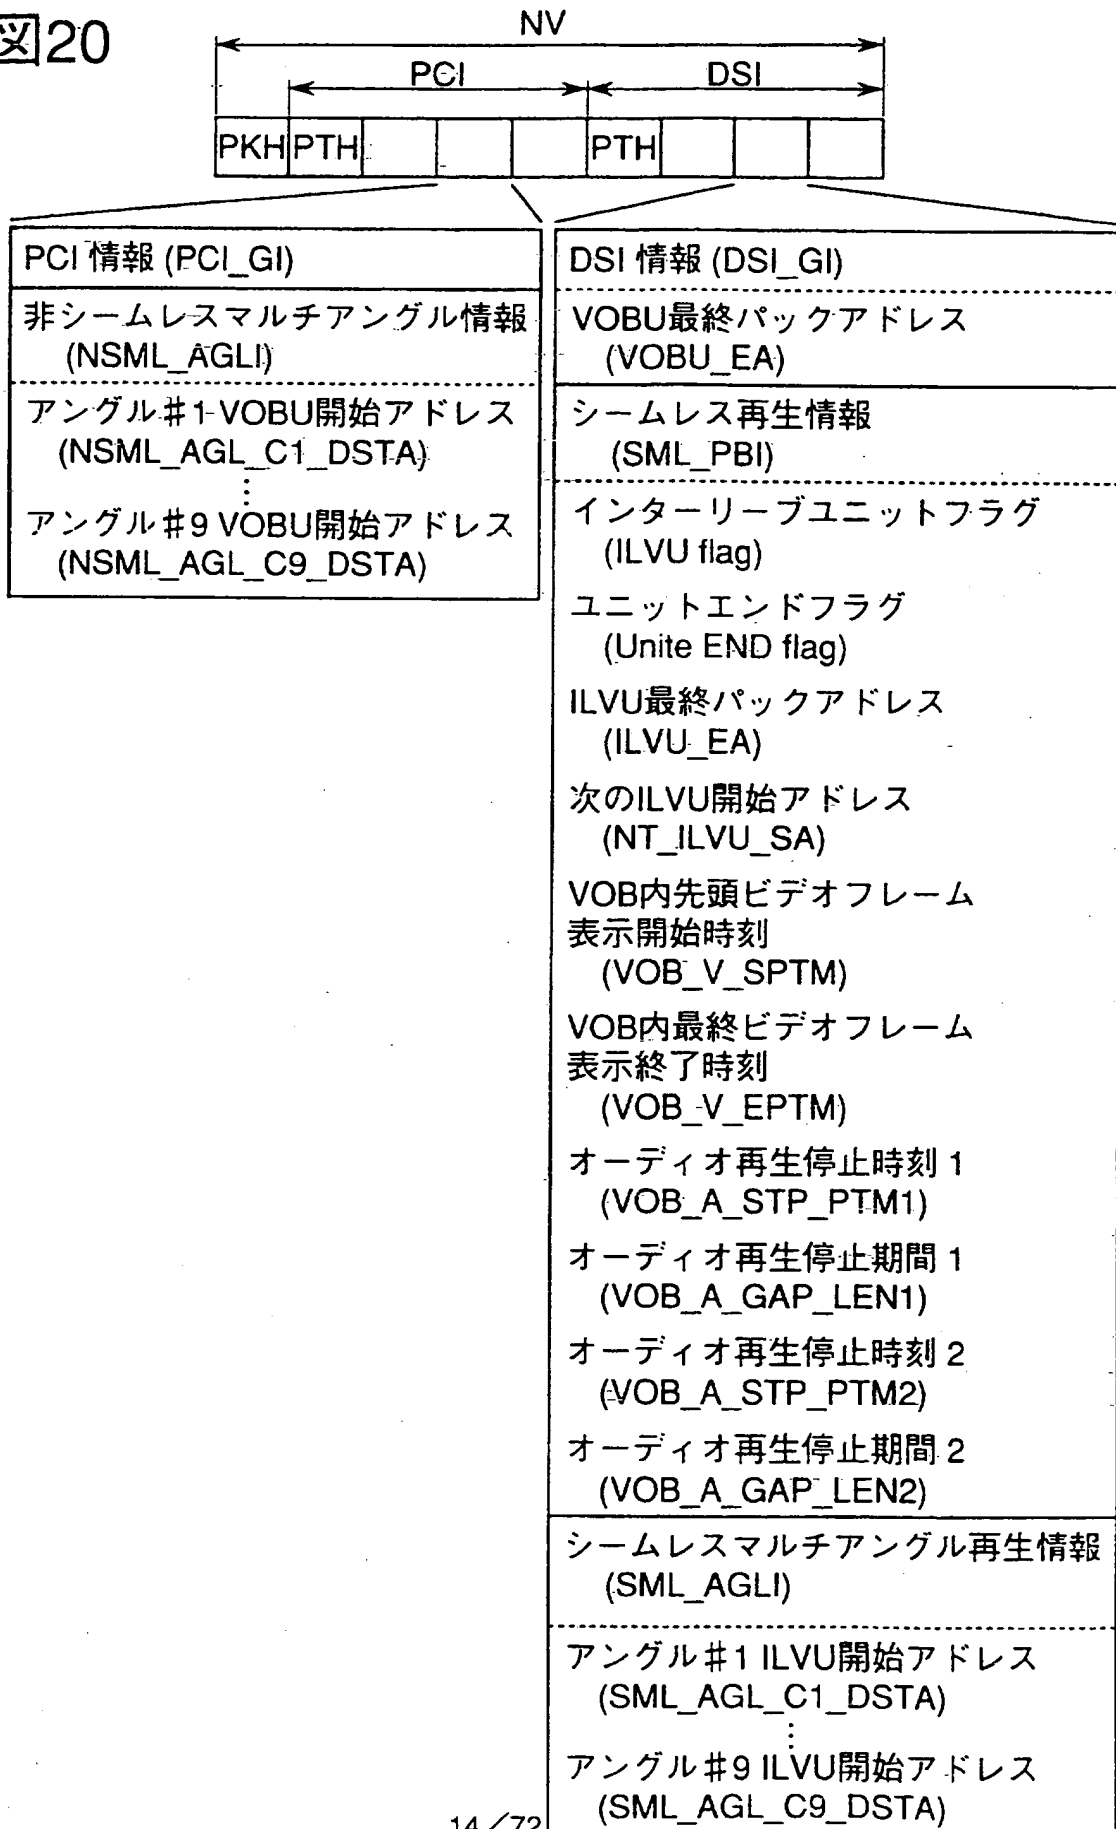 図20
NV
PCI DSI
PKH PTH PTH
PCI 情報 (PCI_GI)
非シームレスマルチアングル情報
(NSML_AGLI)
アングル#1 VOBU開始アドレス
(NSML_AGL_C1_DSTA)
⋮
アングル#9 VOBU開始アドレス
(NSML_AGL_C9_DSTA)
DSI 情報 (DSI_GI)
VOBU最終パックアドレス
(VOBU_EA)
シームレス再生情報
(SML_PBI)
インターリーブユニットフラグ
(ILVU flag)
ユニットエンドフラグ
(Unite END flag)
ILVU最終パックアドレス
(ILVU_EA)
次のILVU開始アドレス
(NT_ILVU_SA)
VOB内先頭ビデオフレーム
表示開始時刻
(VOB_V_SPTM)
VOB内最終ビデオフレーム
表示終了時刻
(VOB_V_EPTM)
オーディオ再生停止時刻 1
(VOB_A_STP_PTM1)
オーディオ再生停止期間 1
(VOB_A_GAP_LEN1)
オーディオ再生停止時刻 2
(VOB_A_STP_PTM2)
オーディオ再生停止期間 2
(VOB_A_GAP_LEN2)
シームレスマルチアングル再生情報
(SML_AGLI)
アングル#1 ILVU開始アドレス
(SML_AGL_C1_DSTA)
⋮
アングル#9 ILVU開始アドレス
(SML_AGL_C9_DSTA)
14/72